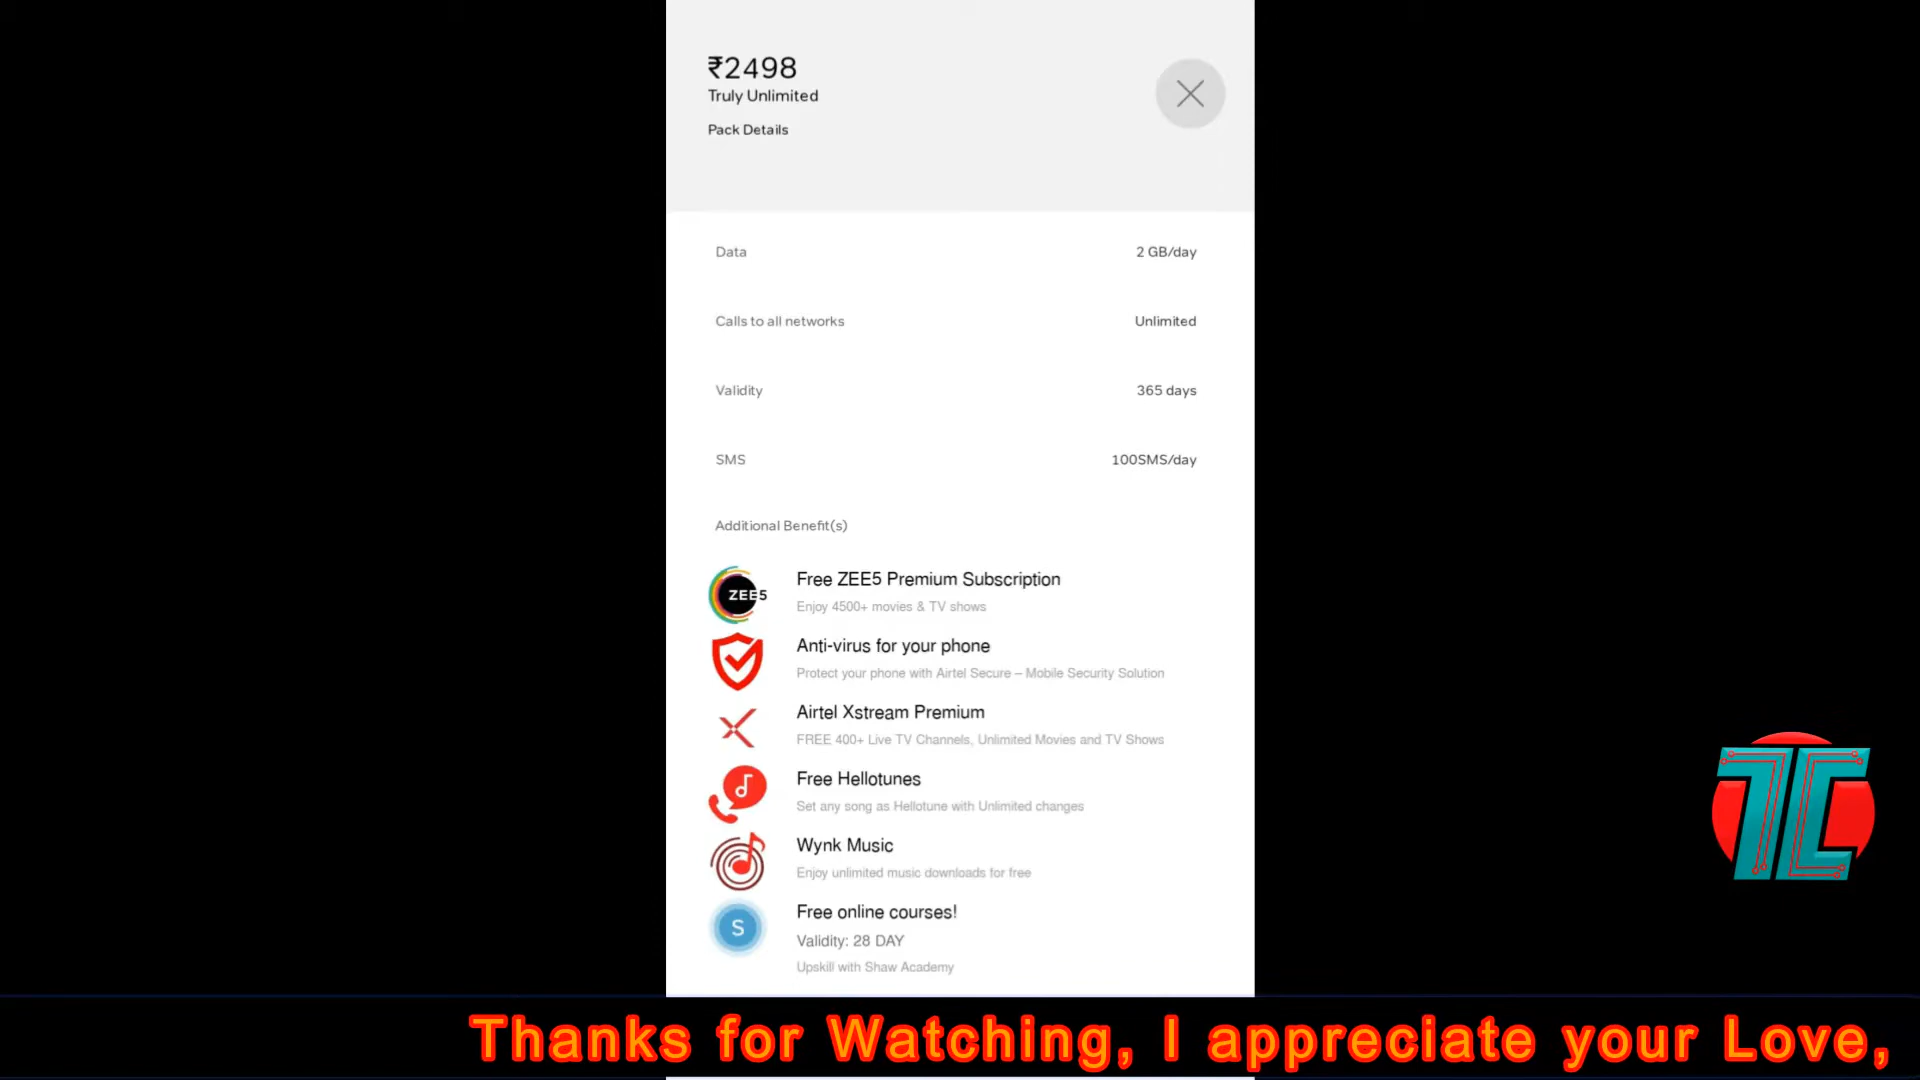 ₹2498
Truly Unlimited
Pack Details
Data 2 GB/day
Calls to all networks Unlimited
Validity 365 days
SMS 100SMS/day
Additional Benefit(s)
ZEE5
Free ZEE5 Premium Subscription
Enjoy 4500+ movies & TV shows
Anti-virus for your phone
Protect your phone with Airtel Secure – Mobile Security Solution
Airtel Xstream Premium
FREE 400+ Live TV Channels, Unlimited Movies and TV Shows
Free Hellotunes
Set any song as Hellotune with Unlimited changes
Wynk Music
Enjoy unlimited music downloads for free
S
Free online courses!
Validity: 28 DAY
Upskill with Shaw Academy
TC
Thanks for Watching, I appreciate your Love,